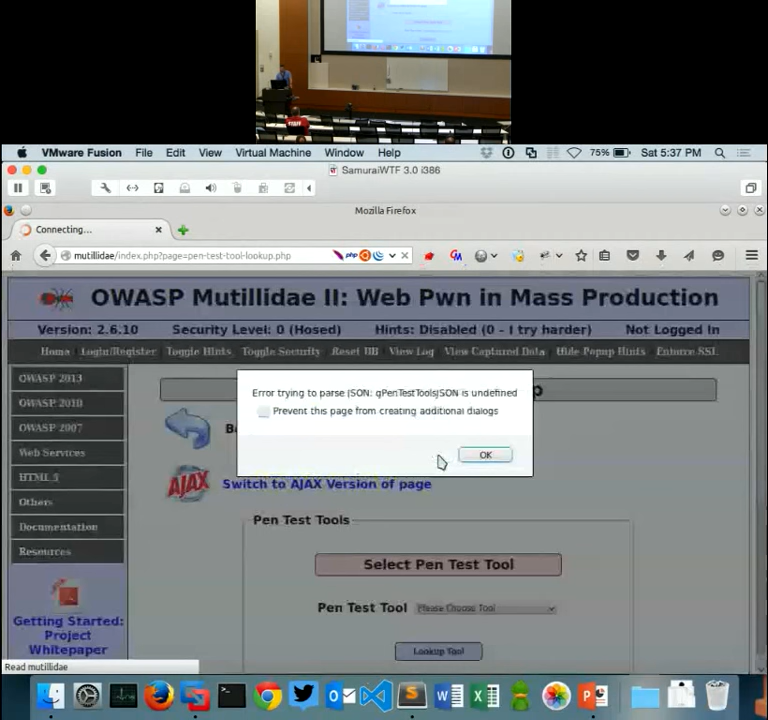 STAFF
VMware Fusion File Edit View Virtual Machine Window Help 75% Sat 5:37 PM
SamuraiWTF 3.0 i386
Mozilla Firefox
Connecting...
mutillidae/index.php?page=pen-test-tool-lookup.php php
OWASP Mutillidae II: Web Pwn in Mass Production
Version: 2.6.10 Security Level: 0 (Hosed) Hints: Disabled (0 - I try harder) Not Logged In
Home Login/Register Toggle Hints Toggle Security Reset DB View Log View Captured Data Hide Popup Hints Enforce SSL
OWASP 2013
OWASP 2010
OWASP 2007
Web Services
HTML 5
Others
Documentation
Resources
Getting Started:
Project
Whitepaper
p
Error trying to parse JSON: gPenTestToolsJSON is undefined
Prevent this page from creating additional dialogs
OK
Ba
AJAX Switch to AJAX Version of page
Pen Test Tools
Select Pen Test Tool
Pen Test Tool Please Choose Tool
Lookup Tool
Read mutillidae